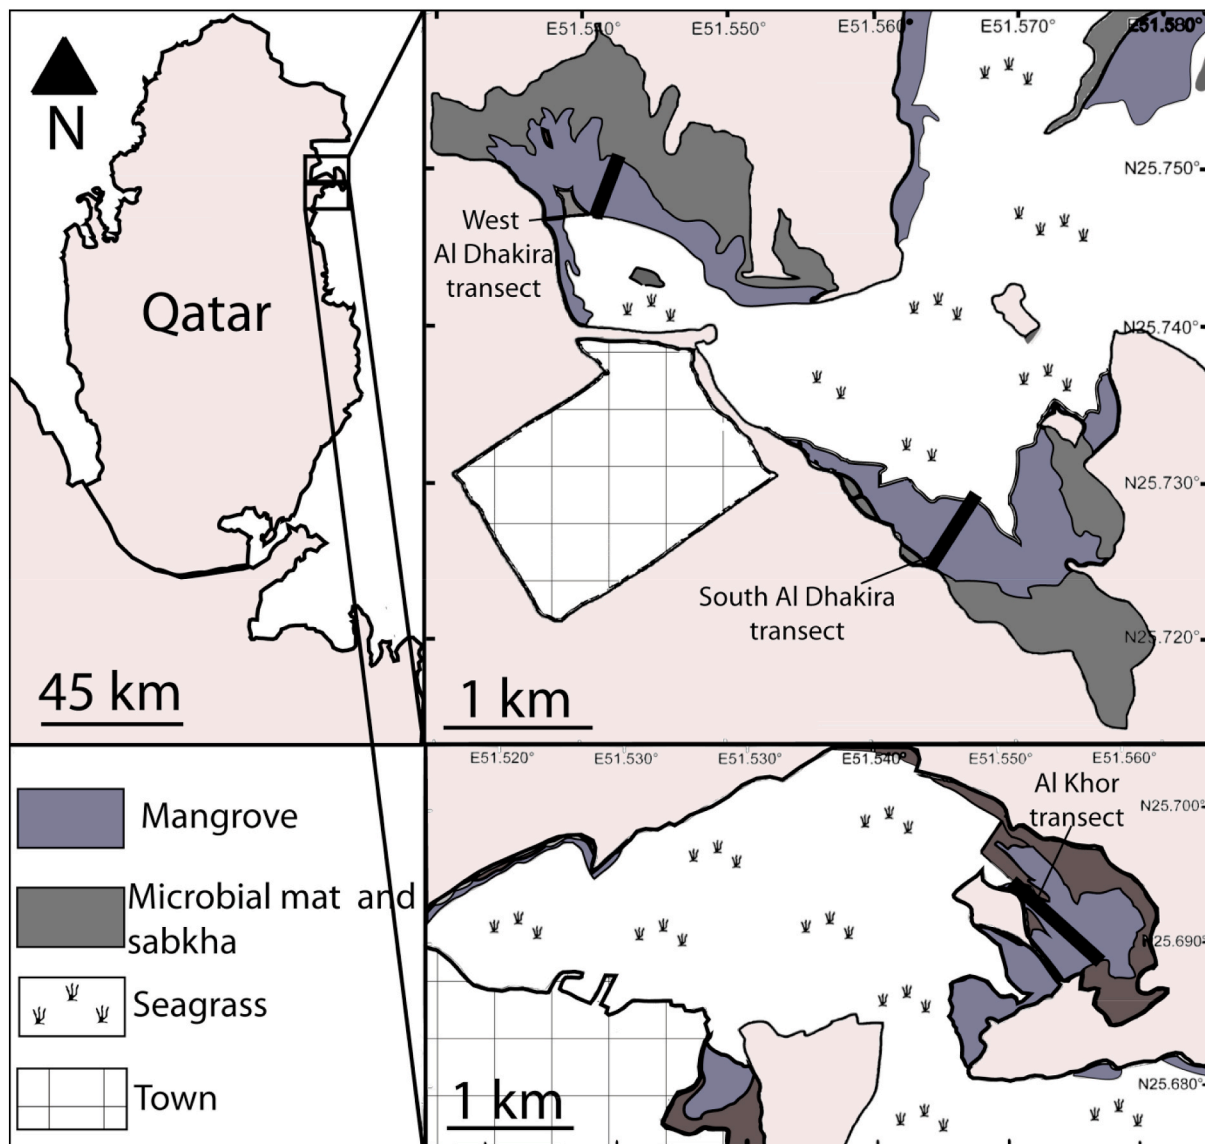 N
Qatar
45 km
E51.540°
E51.550°
E51.560°
E51.570°
E51.580°
N25.750°
N25.740°
N25.730°
N25.720°
West
Al Dhakira
transect
South Al Dhakira
transect
1 km
Mangrove
Microbial mat and
sabkha
Seagrass
Town
E51.520°
E51.530°
E51.530°
E51.540°
E51.550°
E51.560°
Al Khor
transect
N25.700°
N25.690°
N25.680°
1 km